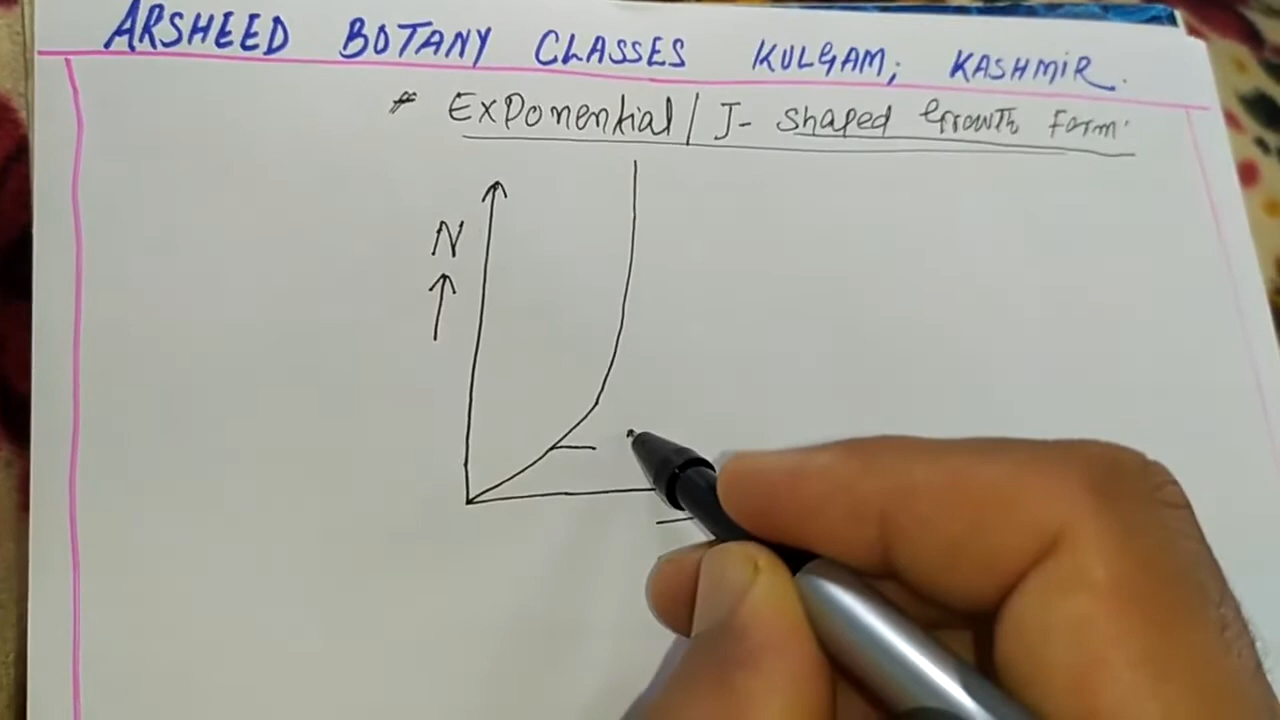 ARSHEED BOTANY CLASSES KULGAM; KASHMIR.
* Exponential / J- shaped Growth Form
N